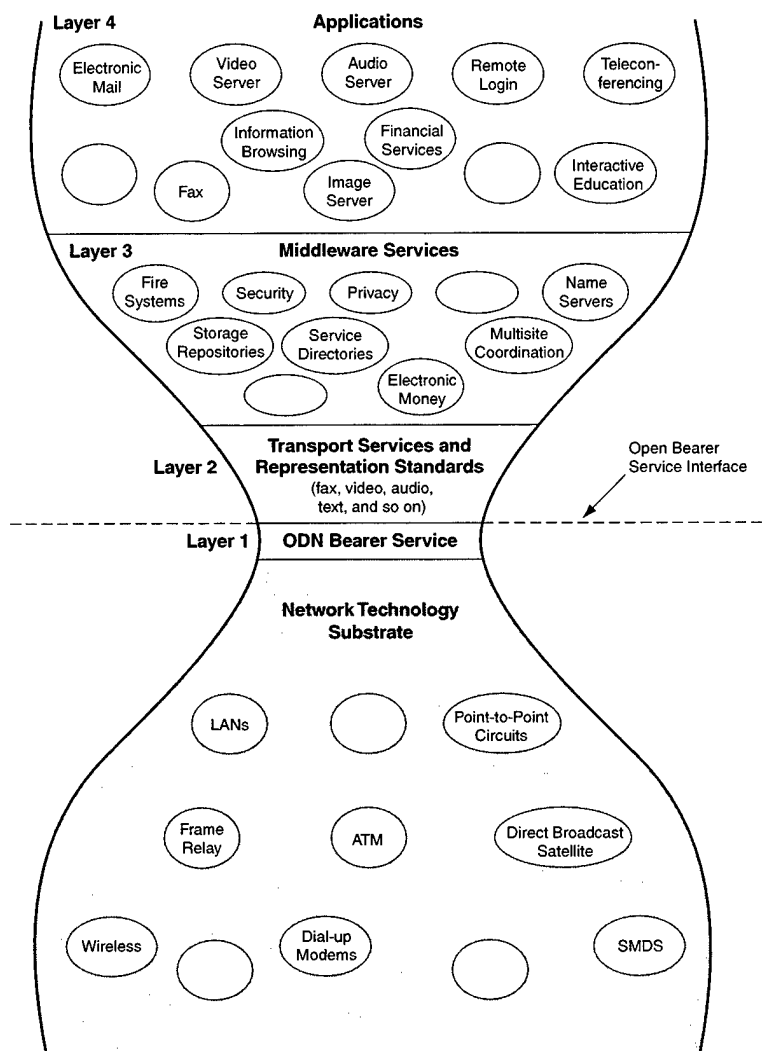 Layer 4
Applications
Electronic
Mail
Video
Server
Audio
Server
Remote
Login
Telecon-
ferencing
Information
Browsing
Financial
Services
Fax
Image
Server
Interactive
Education
Layer 3
Middleware Services
Fire
Systems
Security
Privacy
Name
Servers
Storage
Repositories
Service
Directories
Multisite
Coordination
Electronic
Money
Layer 2
Transport Services and
Representation Standards
(fax, video, audio,
text, and so on)
Open Bearer
Service Interface
Layer 1
ODN Bearer Service
Network Technology
Substrate
LANs
Point-to-Point
Circuits
Frame
Relay
ATM
Direct Broadcast
Satellite
Wireless
Dial-up
Modems
SMDS